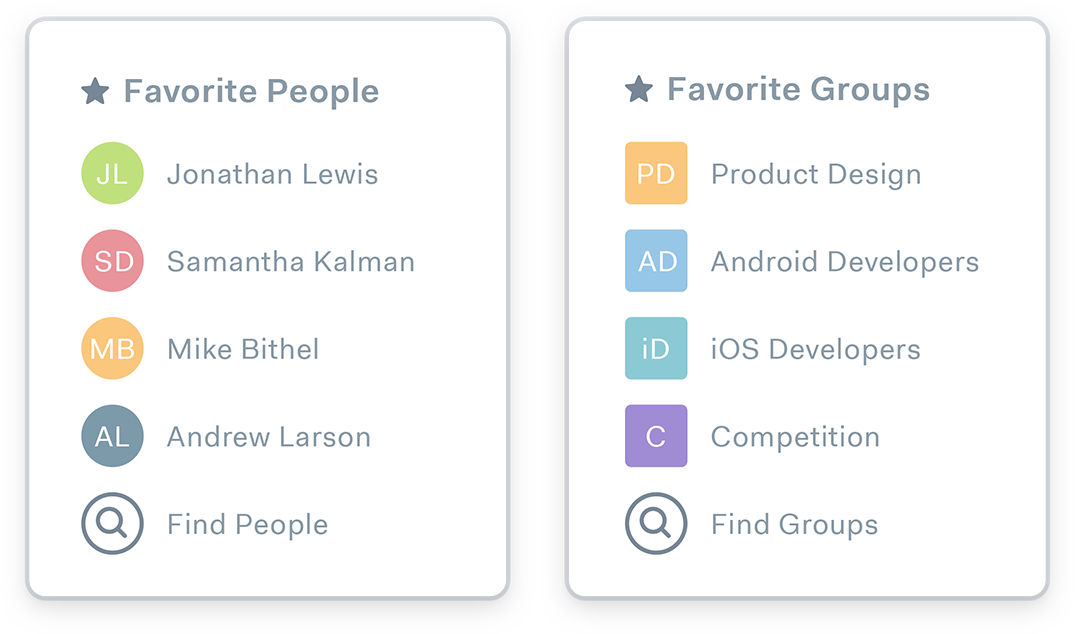 Favorite People
JL Jonathan Lewis
SD Samantha Kalman
MB Mike Bithel
AL Andrew Larson
Find People
Favorite Groups
PD Product Design
AD Android Developers
iD iOS Developers
C Competition
Find Groups